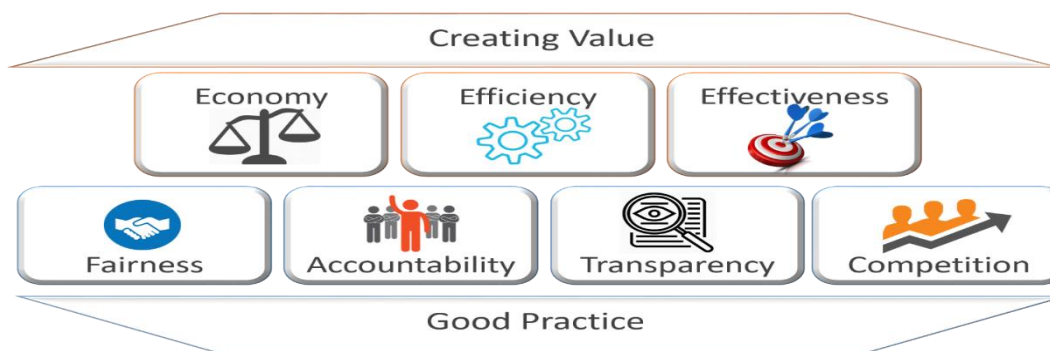 Creating Value
Economy
Efficiency
Effectiveness
Fairness
Accountability
Transparency
Competition
Good Practice